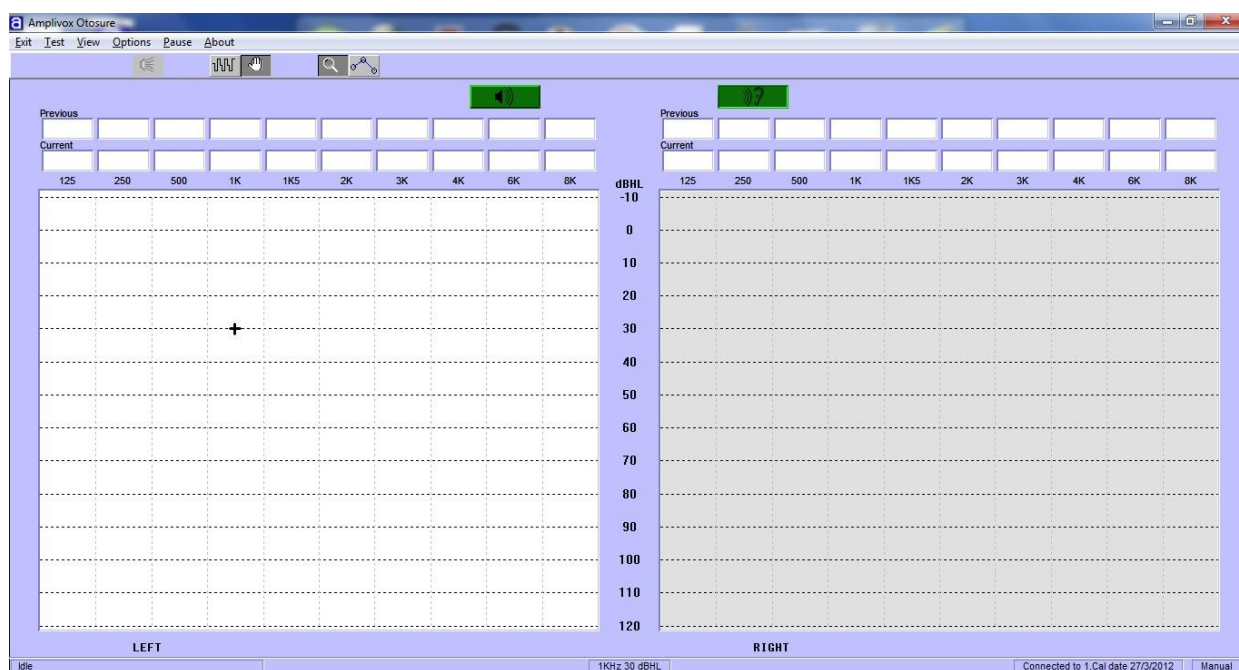 a Amplivox Otosure
Exit Test View Options Pause About
Previous Previous
Current Current
125 250 500 1K 1K5 2K 3K 4K 6K 8K dBHL 125 250 500 1K 1K5 2K 3K 4K 6K 8K
-10
0
10
20
30
40
50
60
70
80
90
100
110
120
LEFT RIGHT
Idle 1KHz 30 dBHL Connected to 1,Cal date 27/3/2012 Manual